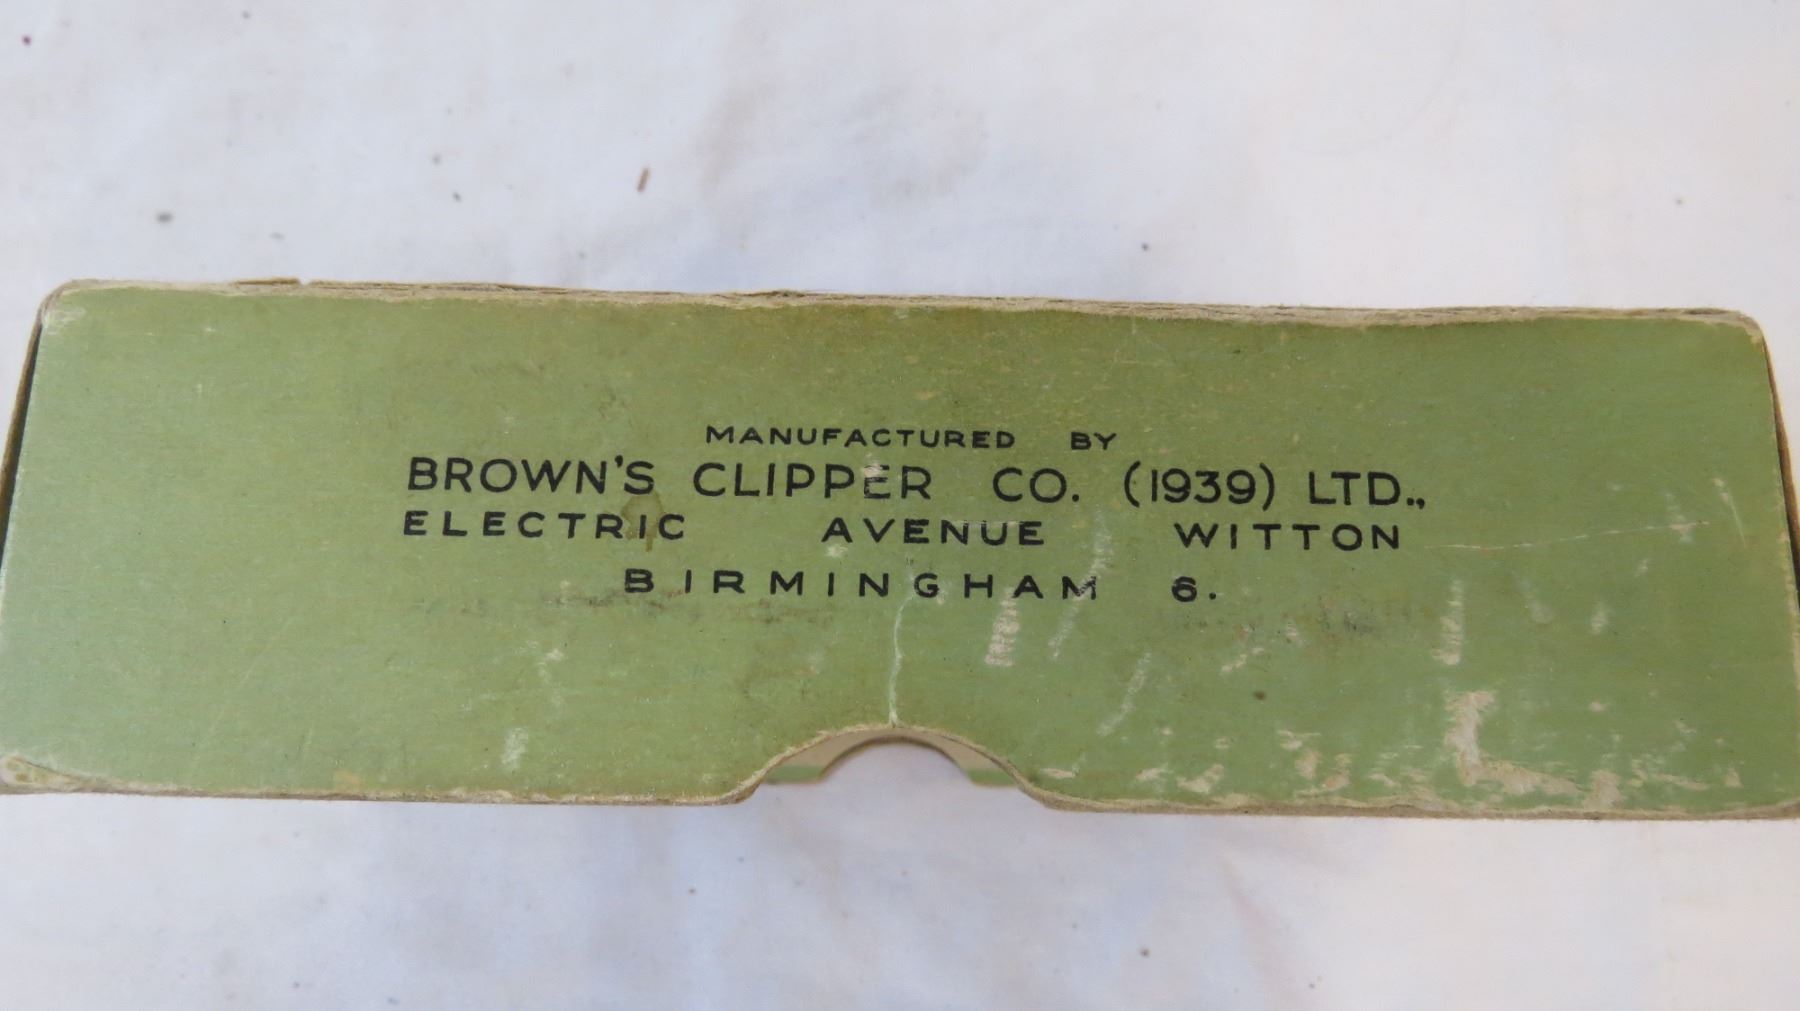 MANUFACTURED BY
BROWN'S CLIPPER CO. (1939) LTD.,
ELECTRIC AVENUE WITTON
BIRMINGHAM 6.